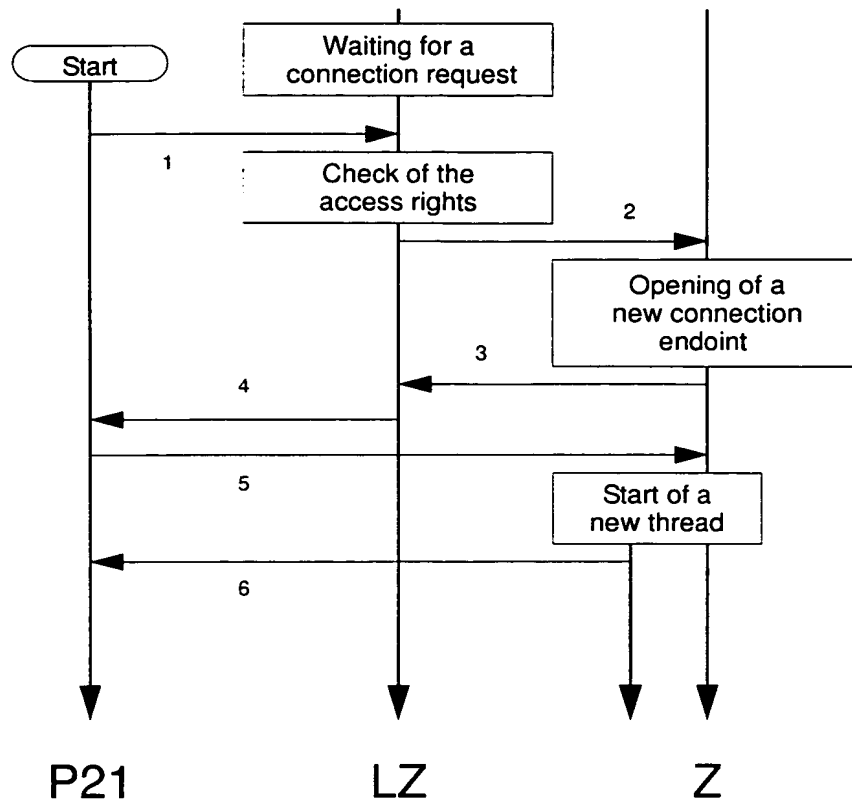 Waiting for a
connection request
Start
1
Check of the
access rights
2
Opening of a
new connection
endoint
3
4
5
Start of a
new thread
6
P21
LZ
Z